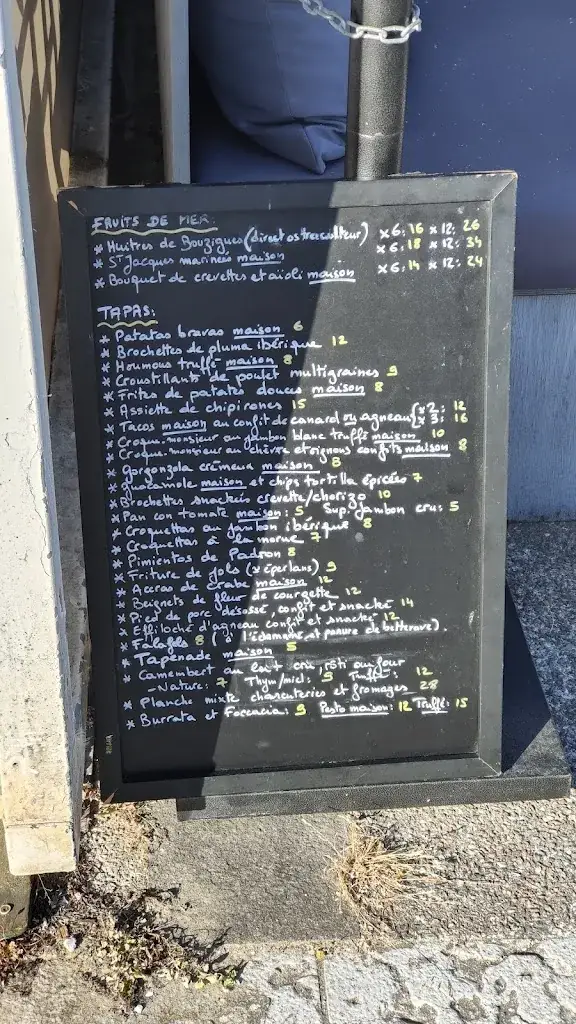 FRUITS DE MER:
* Huitres de Bouzigues (direct ostreiculteur) x6: 16 x12: 26
* St Jacques marinées maison x6: 18 x12: 34
* Bouquet de crevettes et aioli maison x6: 14 x12: 24
TAPAS:
* Patatas bravas maison 6
* Brochettes de pluma ibérique 12
* Houmous truffé maison 8
* Croustillants de poulet multigraines 9
* Frites de patates douces maison 8
* Assiette de chipirones 15
* Tacos maison au confit de canard ou agneau { x2: 12 x3: 16
* Croque-monsieur au jambon blanc truffé maison 10
* Croque-monsieur au chèvre et oignons confits maison 8
* Gorgonzola crémeux maison 8
* Guacamole maison et chips tortilla épicées 7
* Brochettes snackées crevette/chorizo 10
* Pan con tomate maison: 5 Sup. jambon cru: 5
* Croquettas au jambon ibérique 8
* Croquettas à la morue 7
* Pimientos de Padron 8
* Friture de jols (x éperlans) 9
* Accras de crabe maison 12
* Beignets de fleur de courgette 12
* Pied de porc désossé, confit et snacké 14
* Effiloché d'agneau confit et snacké 12
* Falafels 8 (à l'édamame et panure de betterave).
* Tapenade maison 5
* Camembert au lait cru, rôti au four
- Nature: 7 Thym/miel: 9 Truffe: 12
* Planche mixte charcuteries et fromages 28
* Burrata et Foccacia: 9 Pesto maison: 12 Truffe: 15